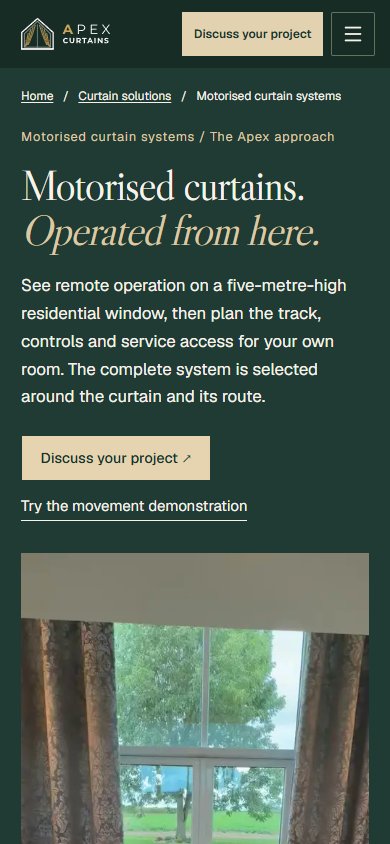 APEX
CURTAINS
Discuss your project
Home / Curtain solutions / Motorised curtain systems
Motorised curtain systems / The Apex approach
Motorised curtains.
Operated from here.
See remote operation on a five-metre-high
residential window, then plan the track,
controls and service access for your own
room. The complete system is selected
around the curtain and its route.
Discuss your project ↗
Try the movement demonstration